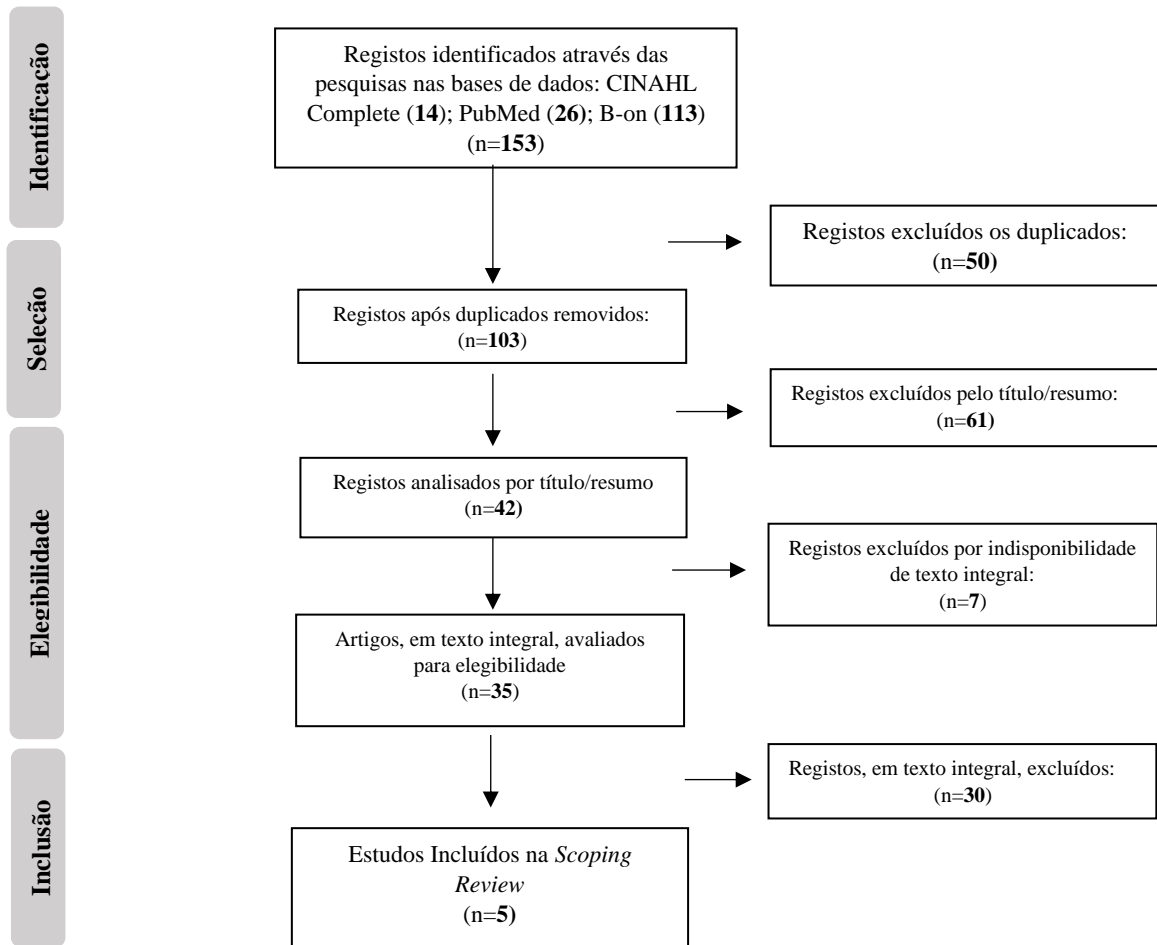 Identificação
Registos identificados através das
pesquisas nas bases de dados: CINAHL
Complete (14); PubMed (26); B-on (113)
(n=153)
Registos excluídos os duplicados:
(n=50)
Seleção
Registos após duplicados removidos:
(n=103)
Registos excluídos pelo título/resumo:
(n=61)
Elegibilidade
Registos analisados por título/resumo
(n=42)
Registos excluídos por indisponibilidade
de texto integral:
(n=7)
Artigos, em texto integral, avaliados
para elegibilidade
(n=35)
Registos, em texto integral, excluídos:
(n=30)
Inclusão
Estudos Incluídos na Scoping
Review
(n=5)